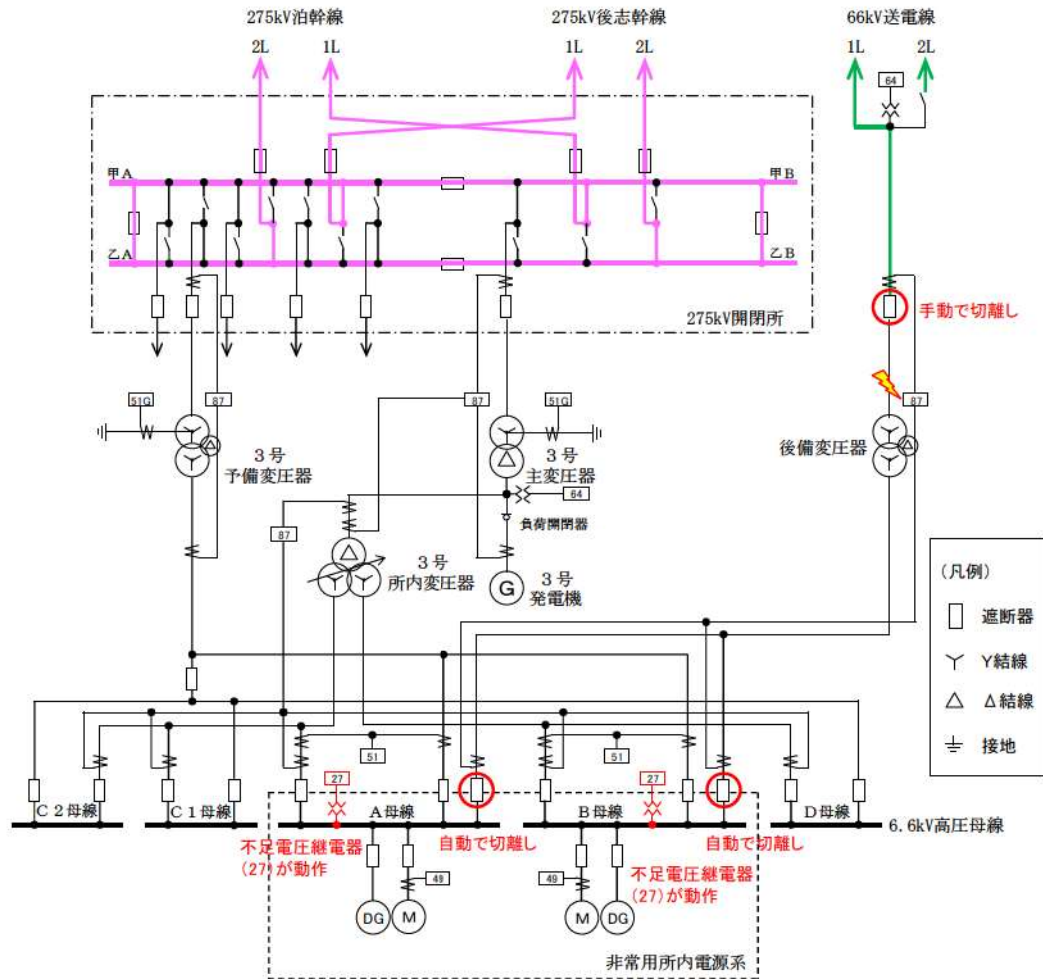 275kV泊幹線
275kV後志幹線
66kV送電線
2L
1L
1L
2L
1L
2L
64
甲A
甲B
乙A
乙B
275kV開閉所
手動で切離し
51G
87
87
51G
87
3号
予備変圧器
3号
主変圧器
後備変圧器
64
負荷開閉器
87
3号
所内変圧器
G
3号
発電機
(凡例)
遮断器
Y結線
Δ結線
接地
51
51
27
27
C2母線
C1母線
A母線
B母線
D母線
6.6kV高圧母線
不足電圧継電器
(27)が動作
自動で切離し
自動で切離し
不足電圧継電器
(27)が動作
49
49
DG
M
M
DG
非常用所内電源系